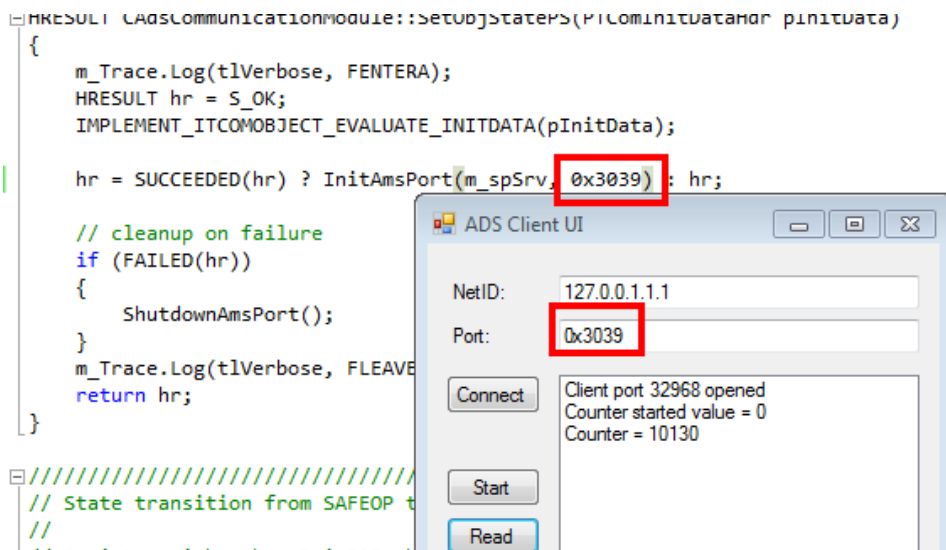 HRESULT CAdsCommunicationModule::SetObjStatePS(PTComInitDataHdr pInitData)
{
m_Trace.Log(tlVerbose, FENTERA);
HRESULT hr = S_OK;
IMPLEMENT_ITCOMOBJECT_EVALUATE_INITDATA(pInitData);
hr = SUCCEEDED(hr) ? InitAmsPort(m_spSrv, 0x3039) : hr;
// cleanup on failure
if (FAILED(hr))
{
ShutdownAmsPort();
}
m_Trace.Log(tlVerbose, FLEAVE
return hr;
}
////////////////////////////////////
// State transition from SAFEOP t
//
ADS Client UI
NetID: 127.0.0.1.1.1
Port: 0x3039
Connect
Client port 32968 opened
Counter started value = 0
Counter = 10130
Start
Read